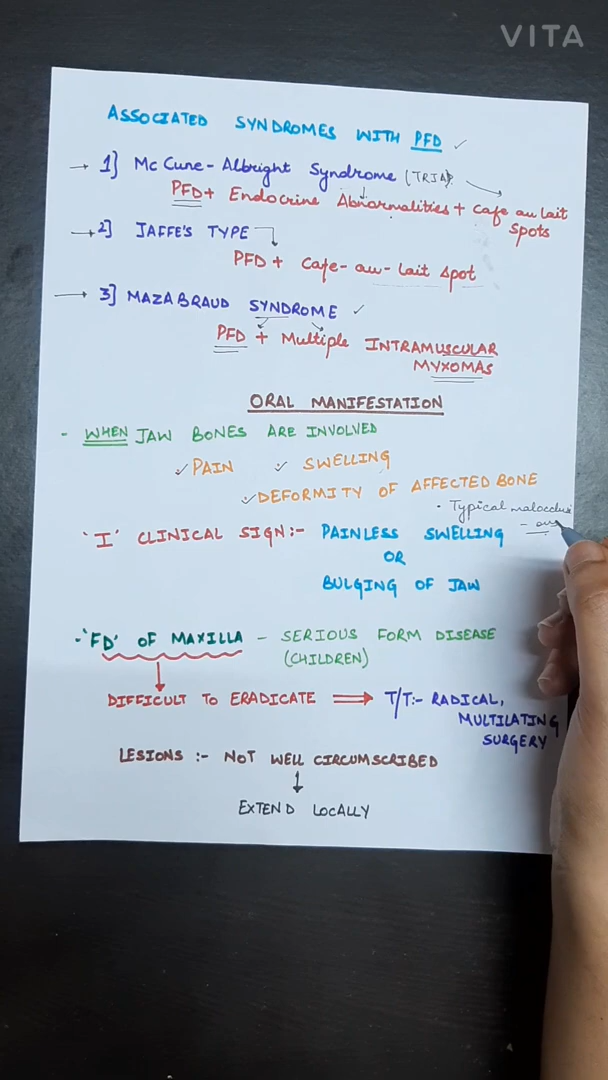 VITA
ASSOCIATED SYNDROMES WITH PFD ✓
→ 1] Mc Cune-Albright Syndrome (TRIAD)
PFD + Endocrine Abnormalities + Cafe au lait
Spots
→ 2] JAFFE'S TYPE
PFD + Cafe-au-lait spot
→ 3] MAZABRAUD SYNDROME ✓
PFD + Multiple INTRAMUSCULAR
MYXOMAS
ORAL MANIFESTATION
- WHEN JAW BONES ARE INVOLVED
✓ PAIN ✓ SWELLING
✓ DEFORMITY OF AFFECTED BONE
• Typical
'I' CLINICAL SIGN:- PAINLESS SWELLING
OR
BULGING OF JAW
- 'FD' OF MAXILLA - SERIOUS FORM DISEASE
(CHILDREN)
↓
DIFFICULT TO ERADICATE ⇒ T/T:- RADICAL,
MULTILATING
SURGERY
LESIONS :- NOT WELL CIRCUMSCRIBED
↓
EXTEND LOCALLY